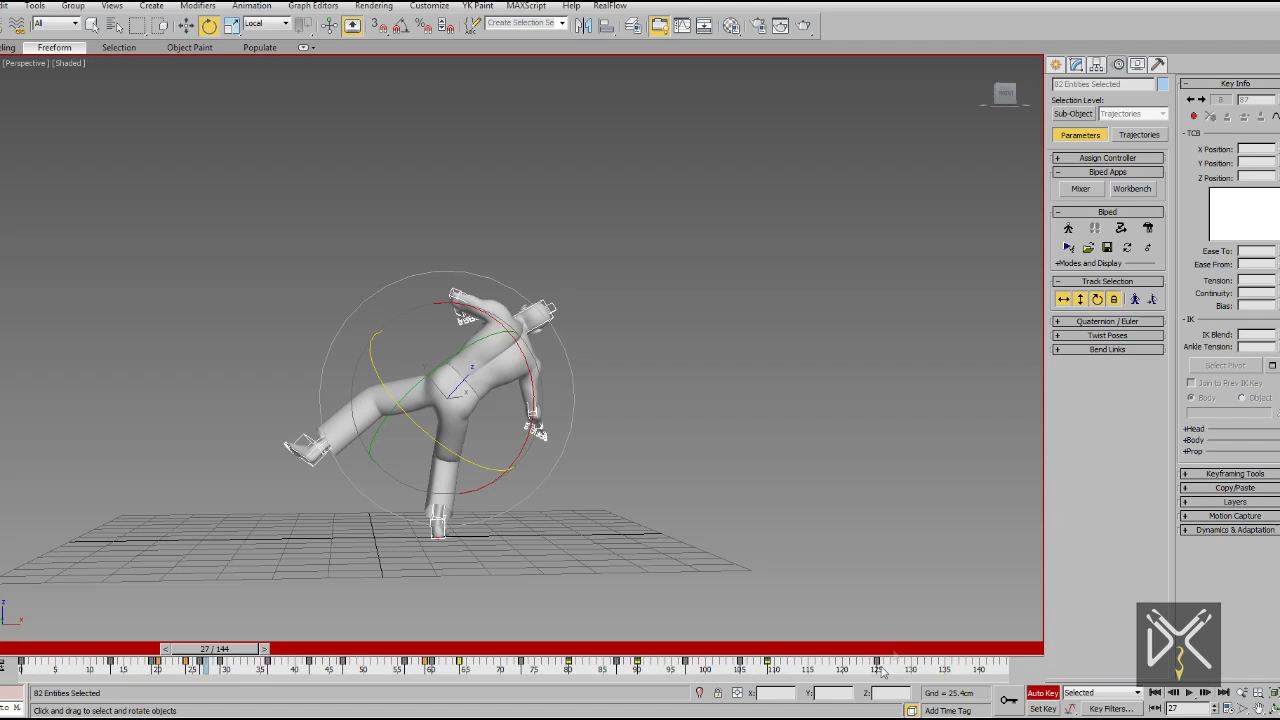 dit Tools Group Views Create Modifiers Animation Graph Editors Rendering Customize YK Paint MAXScript Help RealFlow
All Local Create Selection Se
ling Freeform Selection Object Paint Populate
[Perspective] [Shaded]
FRONT
82 Entities Selected
Selection Level:
Sub-Object Trajectories
Parameters Trajectories
+ Assign Controller
- Biped Apps
Mixer Workbench
- Biped
+Modes and Display
- Track Selection
+ Quaternion / Euler
+ Twist Poses
+ Bend Links
- Key Info
8 87
- TCB
X Position:
Y Position:
Z Position:
Ease To:
Ease From:
Tension:
Continuity:
Bias:
- IK
IK Blend:
Ankle Tension:
Select Pivot
Join to Prev IK Key
Body Object
+Head
+Body
+Prop
+ Keyframing Tools
+ Copy/Paste
+ Layers
+ Motion Capture
+ Dynamics & Adaptation
z
x
z
x
< 27 / 144 >
0 5 10 15 20 25 30 35 40 45 50 55 60 65 70 75 80 85 90 95 100 105 110 115 120 125 130 135 140
82 Entities Selected X: Y: Z: Grid = 25.4cm Auto Key Selected
to M Click and drag to select and rotate objects Add Time Tag Set Key Key Filters... 27
DX